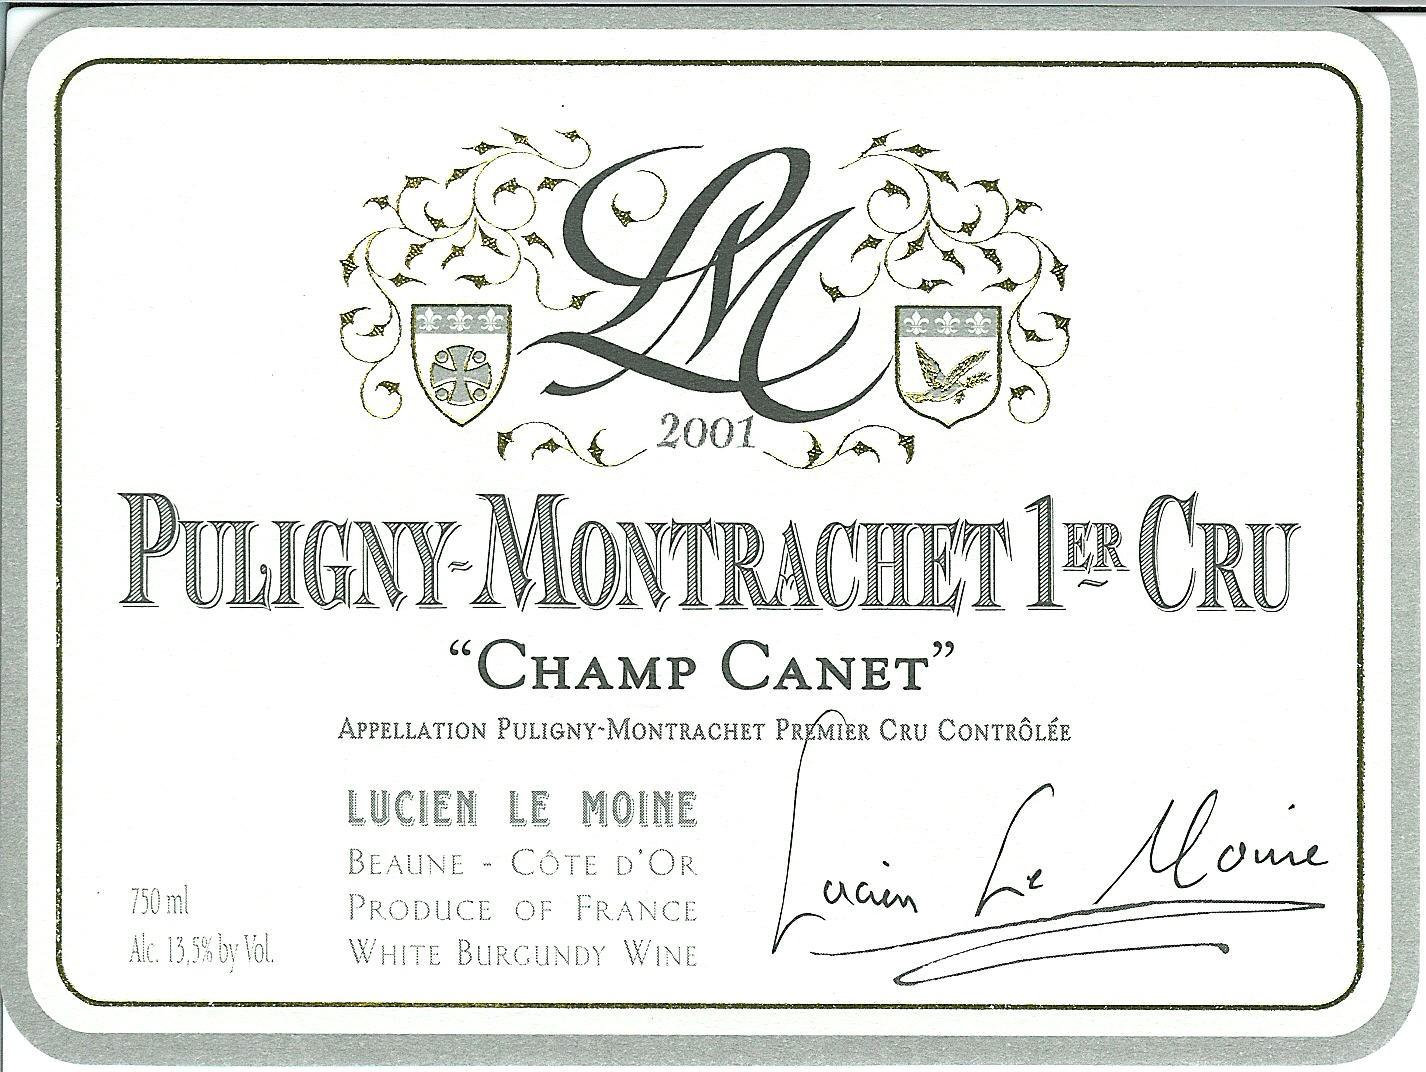 LM
2001
PULIGNY-MONTRACHET 1ER CRU
“CHAMP CANET”
APPELLATION PULIGNY-MONTRACHET PREMIER CRU CONTRÔLÉE
LUCIEN LE MOINE
BEAUNE - CÔTE D'OR
PRODUCE OF FRANCE
WHITE BURGUNDY WINE
750 ml
Alc. 13,5% by Vol.
Lucien Le Moine